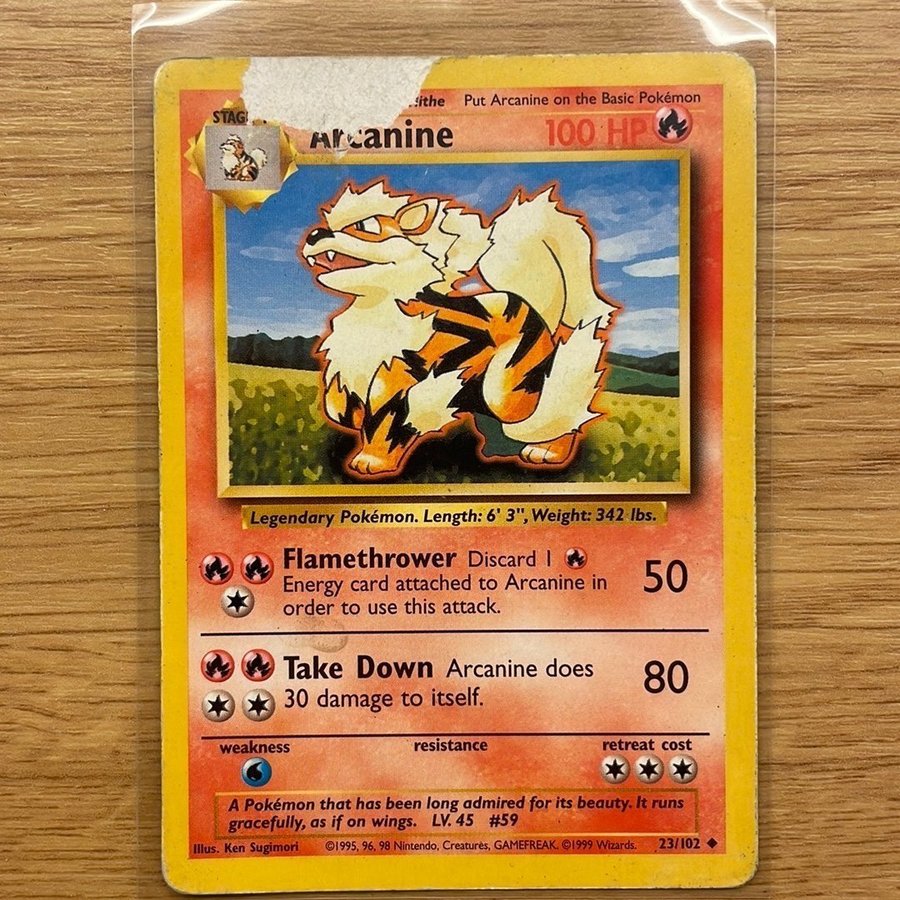 Put Arcanine on the Basic Pokémon
STAGE
Arcanine 100 HP
Legendary Pokémon. Length: 6' 3", Weight: 342 lbs.
Flamethrower Discard 1
Energy card attached to Arcanine in
order to use this attack.
50
Take Down Arcanine does
30 damage to itself.
80
weakness resistance retreat cost
A Pokémon that has been long admired for its beauty. It runs
gracefully, as if on wings. LV. 45 #59
Illus. Ken Sugimori ©1995, 96, 98 Nintendo, Creatures, GAMEFREAK. ©1999 Wizards. 23/102